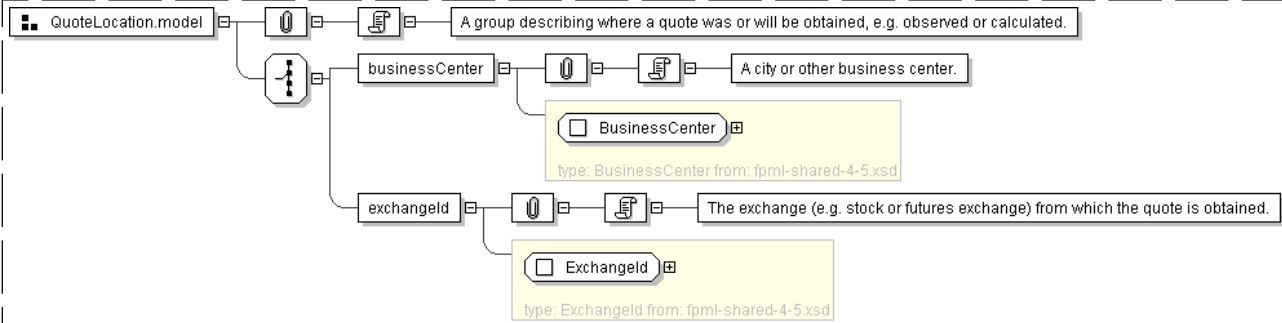 QuoteLocation.model
A group describing where a quote was or will be obtained, e.g. observed or calculated.
businessCenter
A city or other business center.
BusinessCenter
type: BusinessCenter from: fpml-shared-4-5.xsd
exchangeId
The exchange (e.g. stock or futures exchange) from which the quote is obtained.
ExchangeId
type: ExchangeId from: fpml-shared-4-5.xsd